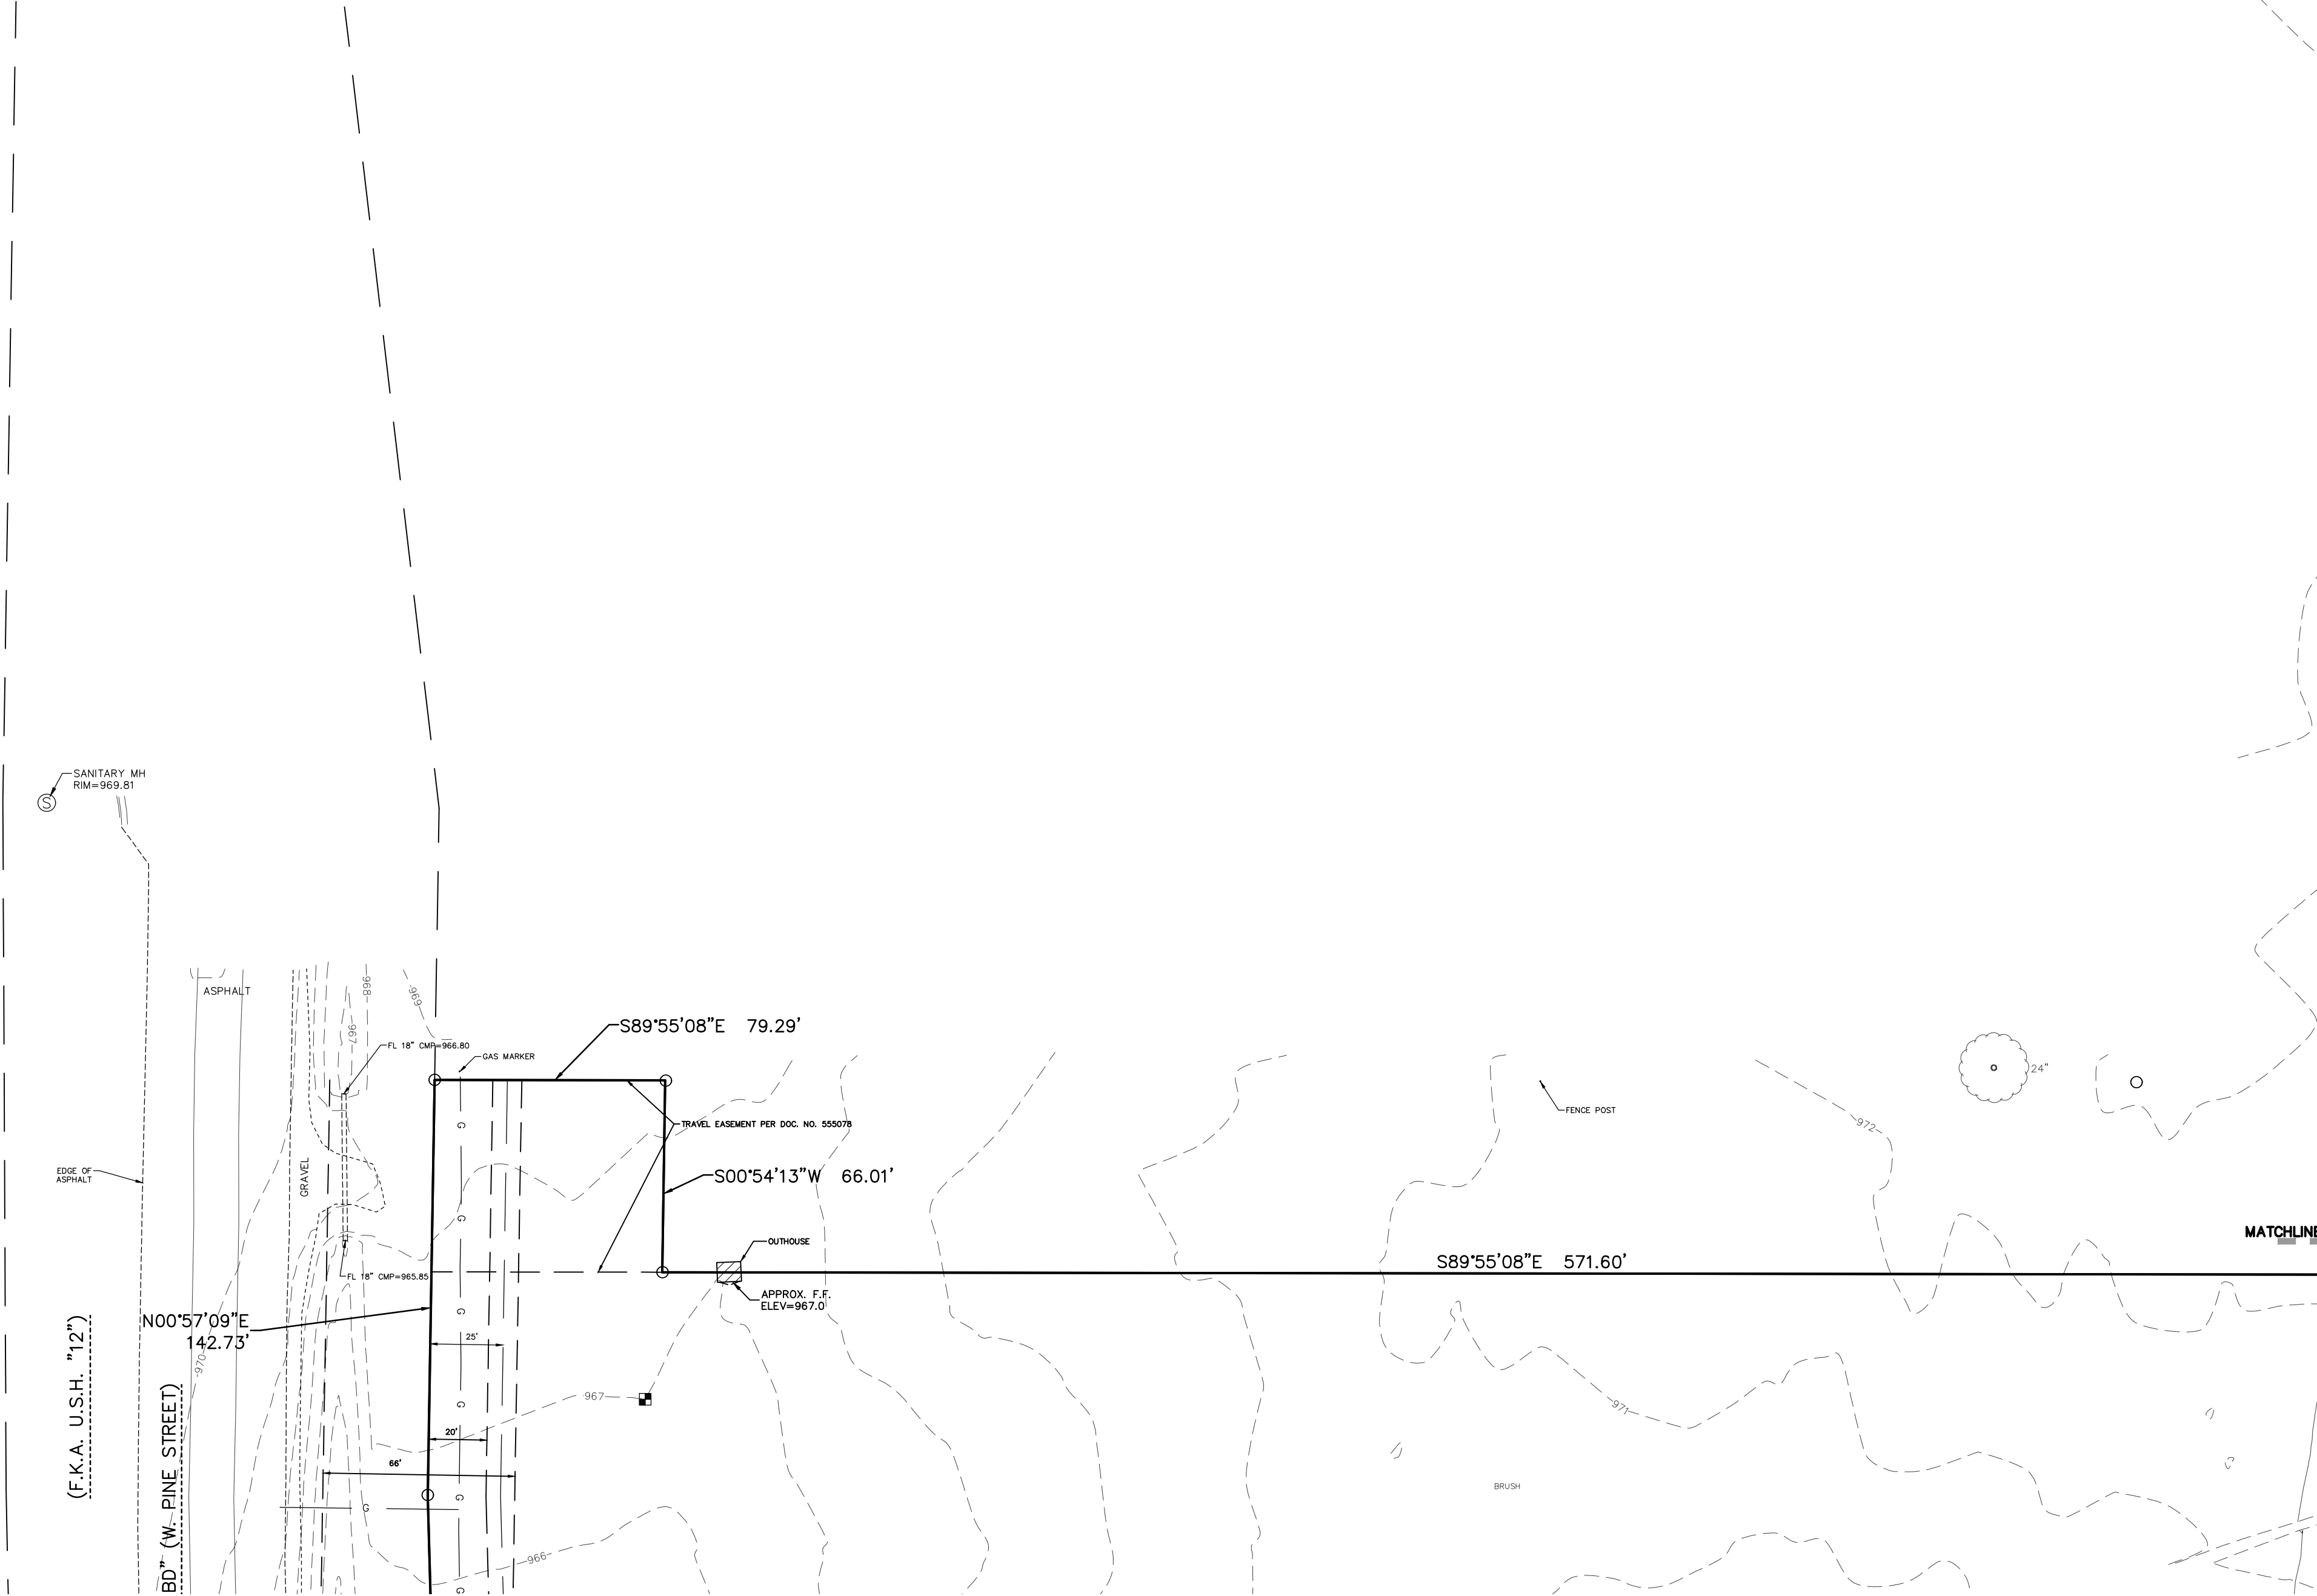 SANITARY MH
RIM=969.81
S
ASPHALT
968
969
967
FL 18" CMP=966.80
GAS MARKER
S89°55'08"E 79.29'
24"
FENCE POST
972
TRAVEL EASEMENT PER DOC. NO. 555078
G
EDGE OF
ASPHALT
GRAVEL
S00°54'13"W 66.01'
G
MATCHLINE
OUTHOUSE
S89°55'08"E 571.60'
FL 18" CMP=965.85
APPROX. F.F.
ELEV=967.0
G
N00°57'09"E
142.73'
25'
970
967
G
971
(F.K.A. U.S.H. "12")
20'
66'
BRUSH
G
G
BD" (W. PINE STREET)
966
G